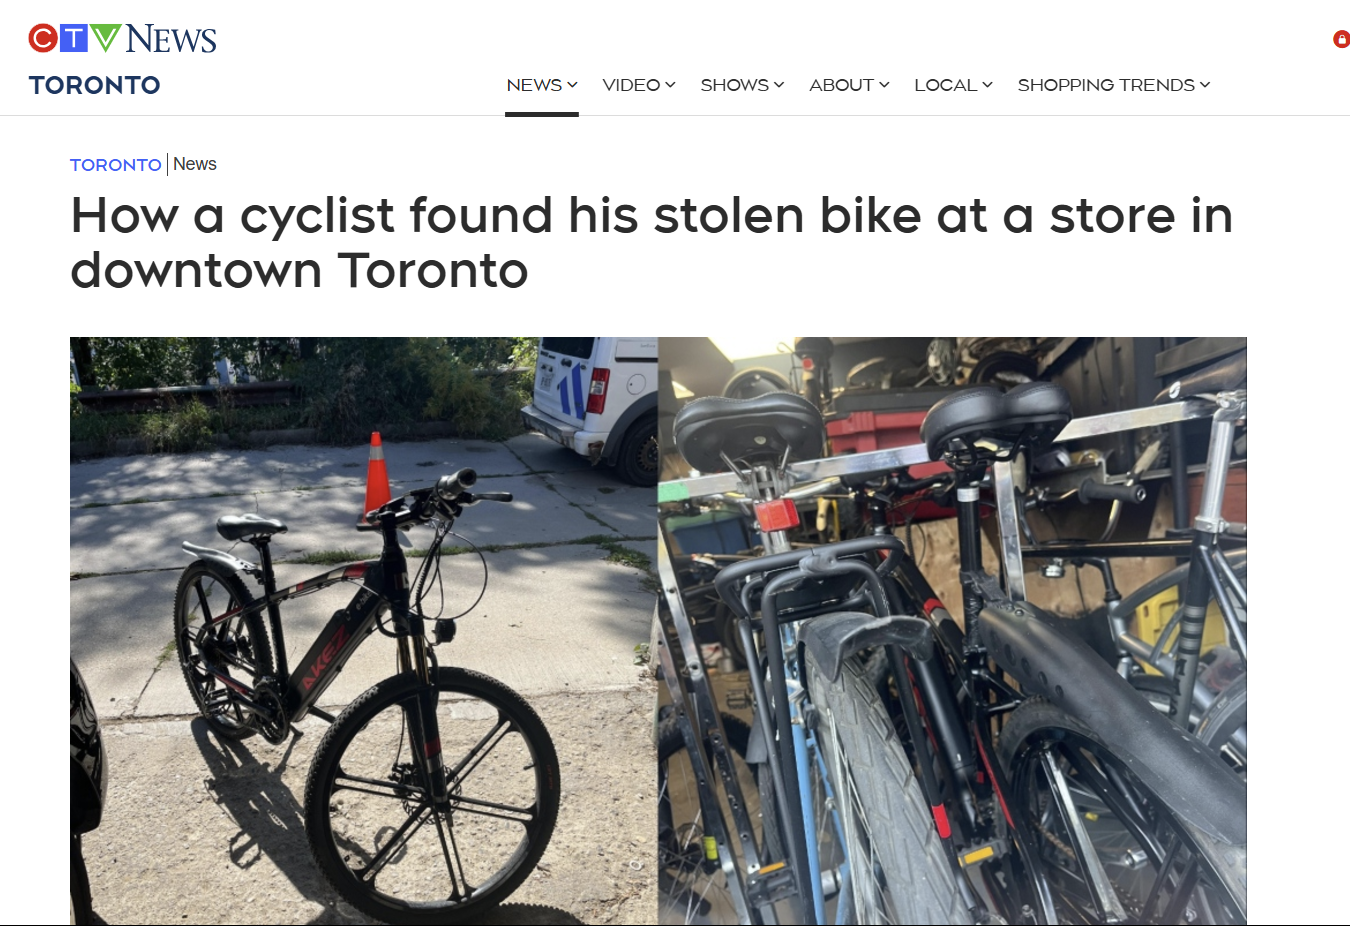 CTV NEWS
TORONTO
NEWS VIDEO SHOWS ABOUT LOCAL SHOPPING TRENDS
TORONTO | News
How a cyclist found his stolen bike at a store in
downtown Toronto
AKEZ